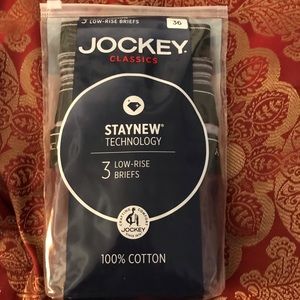 3 LOW-RISE BRIEFS 36
JOCKEY®
CLASSICS
STAYNEW®
TECHNOLOGY
3 LOW-RISE
BRIEFS
JOCKEY
100% COTTON